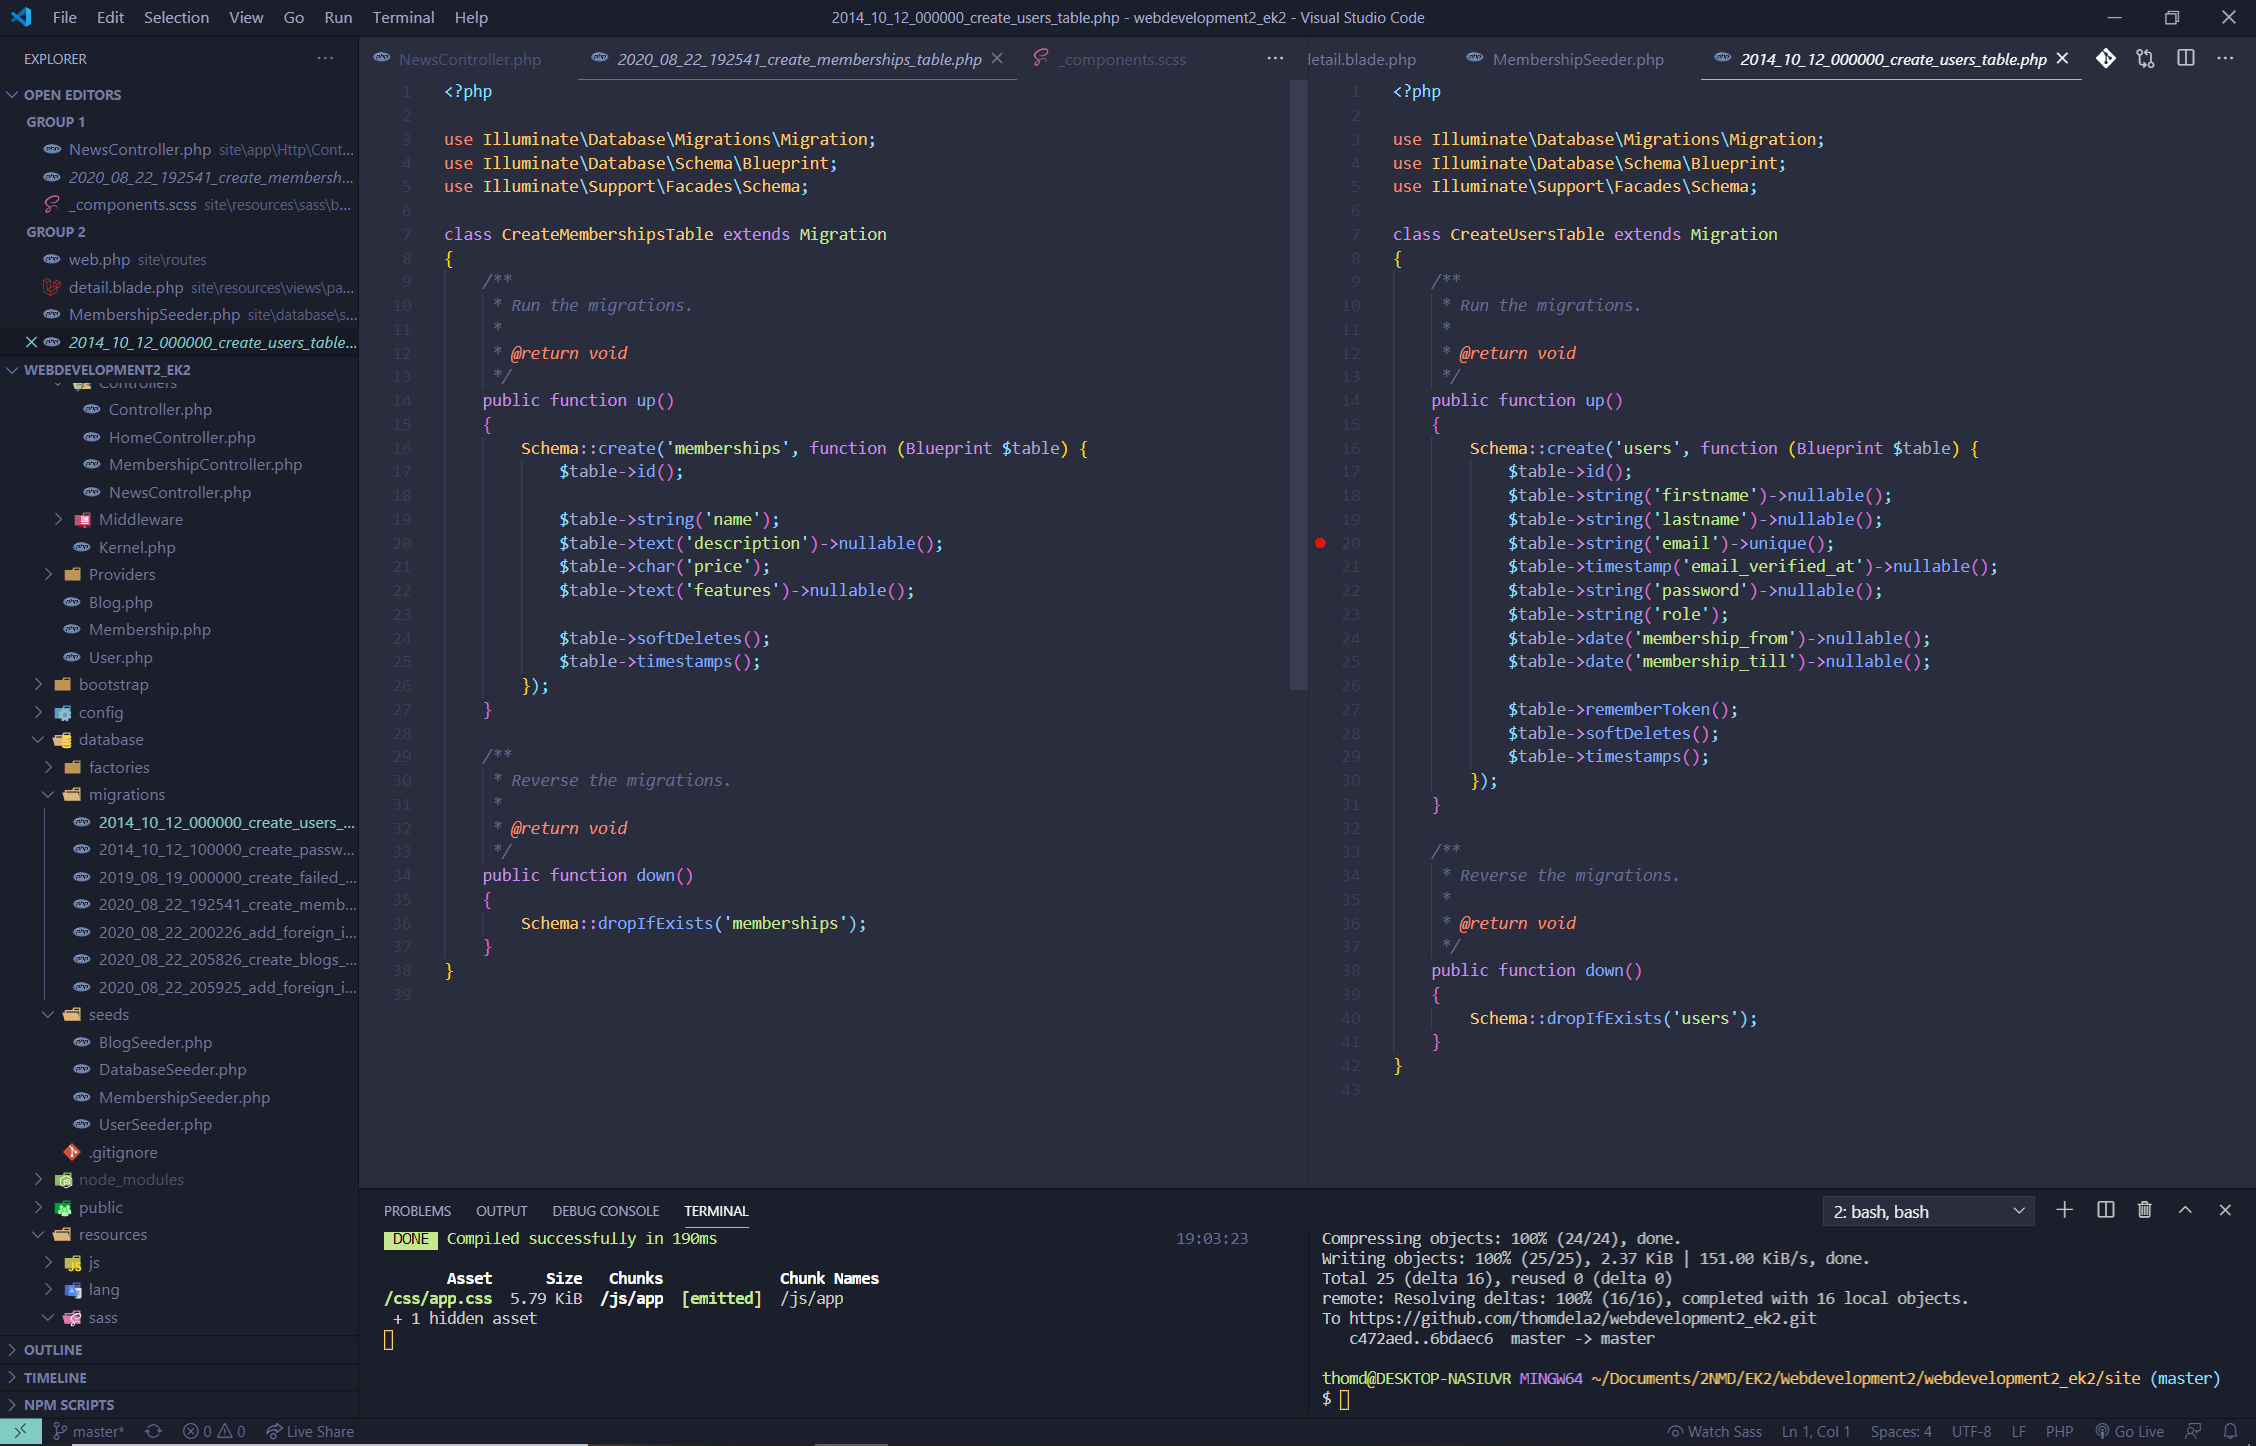 File Edit Selection View Go Run Terminal Help
2014_10_12_000000_create_users_table.php - webdevelopment2_ek2 - Visual Studio Code
EXPLORER
OPEN EDITORS
GROUP 1
NewsController.php site\app\Http\Cont...
2020_08_22_192541_create_membersh...
_components.scss site\resources\sass\b...
GROUP 2
web.php site\routes
detail.blade.php site\resources\views\pa...
MembershipSeeder.php site\database\s...
2014_10_12_000000_create_users_table...
WEBDEVELOPMENT2_EK2
Controllers
Controller.php
HomeController.php
MembershipController.php
NewsController.php
Middleware
Kernel.php
Providers
Blog.php
Membership.php
User.php
bootstrap
config
database
factories
migrations
2014_10_12_000000_create_users_...
2014_10_12_100000_create_passw...
2019_08_19_000000_create_failed_...
2020_08_22_192541_create_memb...
2020_08_22_200226_add_foreign_i...
2020_08_22_205826_create_blogs_...
2020_08_22_205925_add_foreign_i...
seeds
BlogSeeder.php
DatabaseSeeder.php
MembershipSeeder.php
UserSeeder.php
.gitignore
node_modules
public
resources
js
lang
sass
OUTLINE
TIMELINE
NPM SCRIPTS
NewsController.php 2020_08_22_192541_create_memberships_table.php _components.scss
1 <?php
2
3 use Illuminate\Database\Migrations\Migration;
4 use Illuminate\Database\Schema\Blueprint;
5 use Illuminate\Support\Facades\Schema;
6
7 class CreateMembershipsTable extends Migration
8 {
9 /**
10 * Run the migrations.
11 *
12 * @return void
13 */
14 public function up()
15 {
16 Schema::create('memberships', function (Blueprint $table) {
17 $table->id();
18
19 $table->string('name');
20 $table->text('description')->nullable();
21 $table->char('price');
22 $table->text('features')->nullable();
23
24 $table->softDeletes();
25 $table->timestamps();
26 });
27 }
28
29 /**
30 * Reverse the migrations.
31 *
32 * @return void
33 */
34 public function down()
35 {
36 Schema::dropIfExists('memberships');
37 }
38 }
39
detail.blade.php MembershipSeeder.php 2014_10_12_000000_create_users_table.php
1 <?php
2
3 use Illuminate\Database\Migrations\Migration;
4 use Illuminate\Database\Schema\Blueprint;
5 use Illuminate\Support\Facades\Schema;
6
7 class CreateUsersTable extends Migration
8 {
9 /**
10 * Run the migrations.
11 *
12 * @return void
13 */
14 public function up()
15 {
16 Schema::create('users', function (Blueprint $table) {
17 $table->id();
18 $table->string('firstname')->nullable();
19 $table->string('lastname')->nullable();
20 $table->string('email')->unique();
21 $table->timestamp('email_verified_at')->nullable();
22 $table->string('password')->nullable();
23 $table->string('role');
24 $table->date('membership_from')->nullable();
25 $table->date('membership_till')->nullable();
26
27 $table->rememberToken();
28 $table->softDeletes();
29 $table->timestamps();
30 });
31 }
32
33 /**
34 * Reverse the migrations.
35 *
36 * @return void
37 */
38 public function down()
39 {
40 Schema::dropIfExists('users');
41 }
42 }
43
PROBLEMS OUTPUT DEBUG CONSOLE TERMINAL
2: bash, bash
DONE Compiled successfully in 190ms 19:03:23
Asset Size Chunks Chunk Names
/css/app.css 5.79 KiB /js/app [emitted] /js/app
+ 1 hidden asset
Compressing objects: 100% (24/24), done.
Writing objects: 100% (25/25), 2.37 KiB | 151.00 KiB/s, done.
Total 25 (delta 16), reused 0 (delta 0)
remote: Resolving deltas: 100% (16/16), completed with 16 local objects.
To https://github.com/thomdela2/webdevelopment2_ek2.git
c472aed..6bdaec6 master -> master
thomd@DESKTOP-NASIUVR MINGW64 ~/Documents/2NMD/EK2/Webdevelopment2/webdevelopment2_ek2/site (master)
$
master* 0 0 Live Share
Watch Sass Ln 1, Col 1 Spaces: 4 UTF-8 LF PHP Go Live